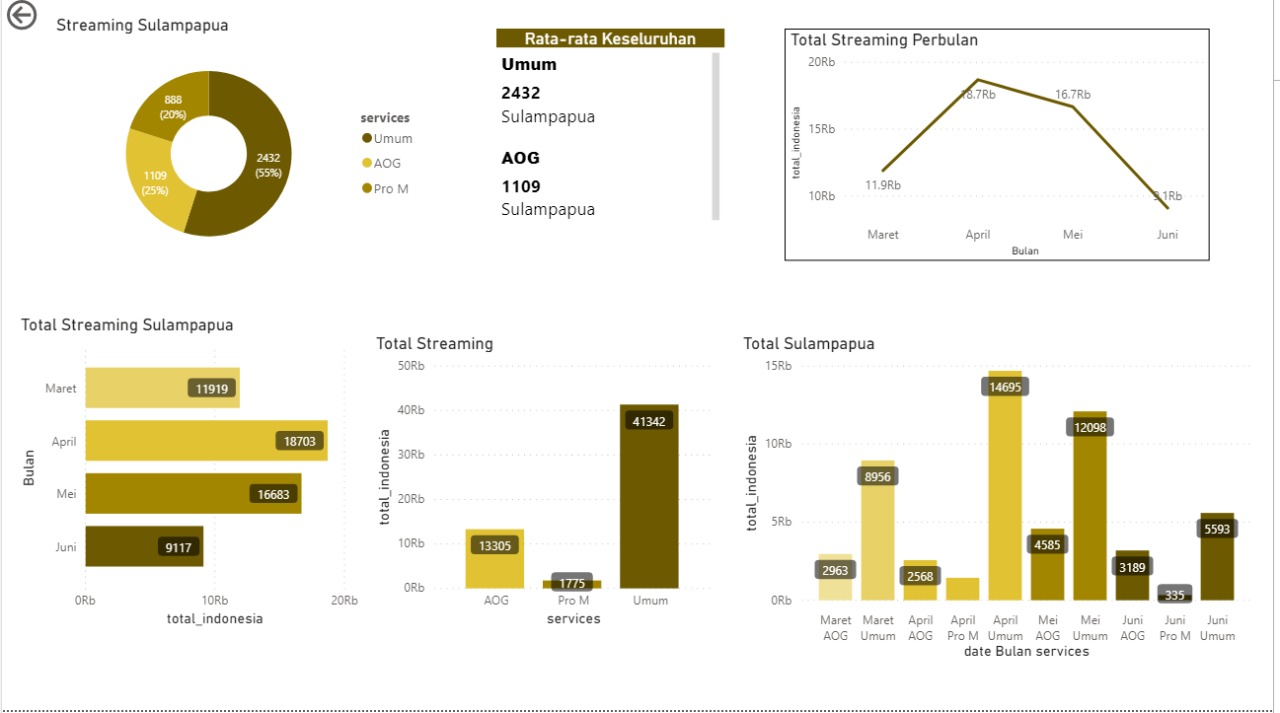 Streaming Sulampapua
888
(20%)
2432
(55%)
1109
(25%)
services
Umum
AOG
Pro M
Rata-rata Keseluruhan
Umum
2432
Sulampapua
AOG
1109
Sulampapua
Total Streaming Perbulan
20Rb
15Rb
10Rb
total_indonesia
11.9Rb
18.7Rb
16.7Rb
9.1Rb
Maret
April
Mei
Juni
Bulan
Total Streaming Sulampapua
Bulan
Maret
11919
April
18703
Mei
16683
Juni
9117
0Rb
10Rb
20Rb
total_indonesia
Total Streaming
50Rb
40Rb
30Rb
20Rb
10Rb
0Rb
total_indonesia
13305
1775
41342
AOG
Pro M
Umum
services
Total Sulampapua
15Rb
10Rb
5Rb
0Rb
total_indonesia
2963
8956
2568
14695
4585
12098
3189
335
5593
Maret
AOG
Maret
Umum
April
AOG
April
Pro M
April
Umum
Mei
AOG
Mei
Umum
Juni
AOG
Juni
Pro M
Juni
Umum
date Bulan services